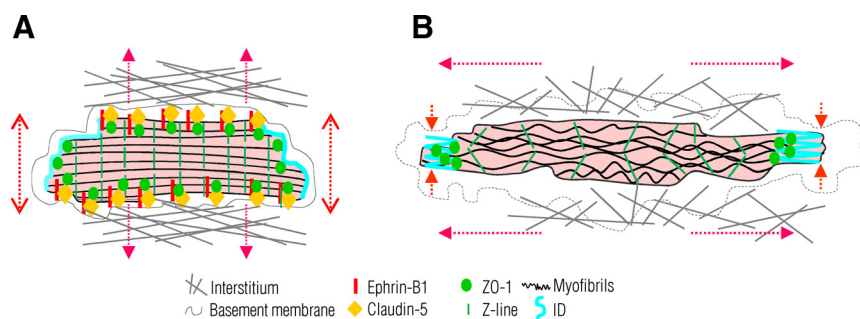 A
B
Interstitium
Ephrin-B1
ZO-1
Myofibrils
Basement membrane
Claudin-5
Z-line
ID